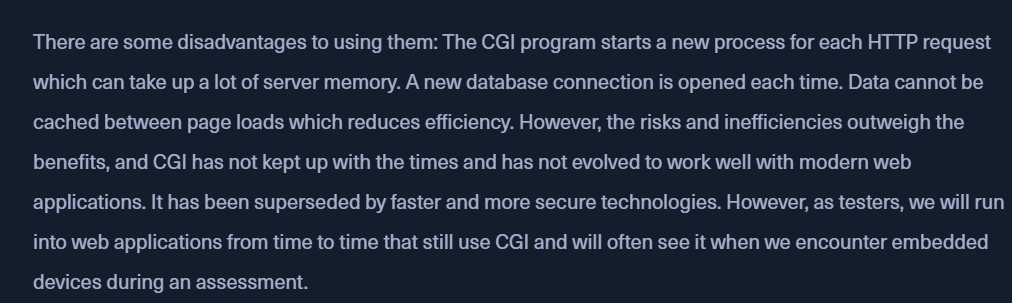 There are some disadvantages to using them: The CGI program starts a new process for each HTTP request
which can take up a lot of server memory. A new database connection is opened each time. Data cannot be
cached between page loads which reduces efficiency. However, the risks and inefficiencies outweigh the
benefits, and CGI has not kept up with the times and has not evolved to work well with modern web
applications. It has been superseded by faster and more secure technologies. However, as testers, we will run
into web applications from time to time that still use CGI and will often see it when we encounter embedded
devices during an assessment.